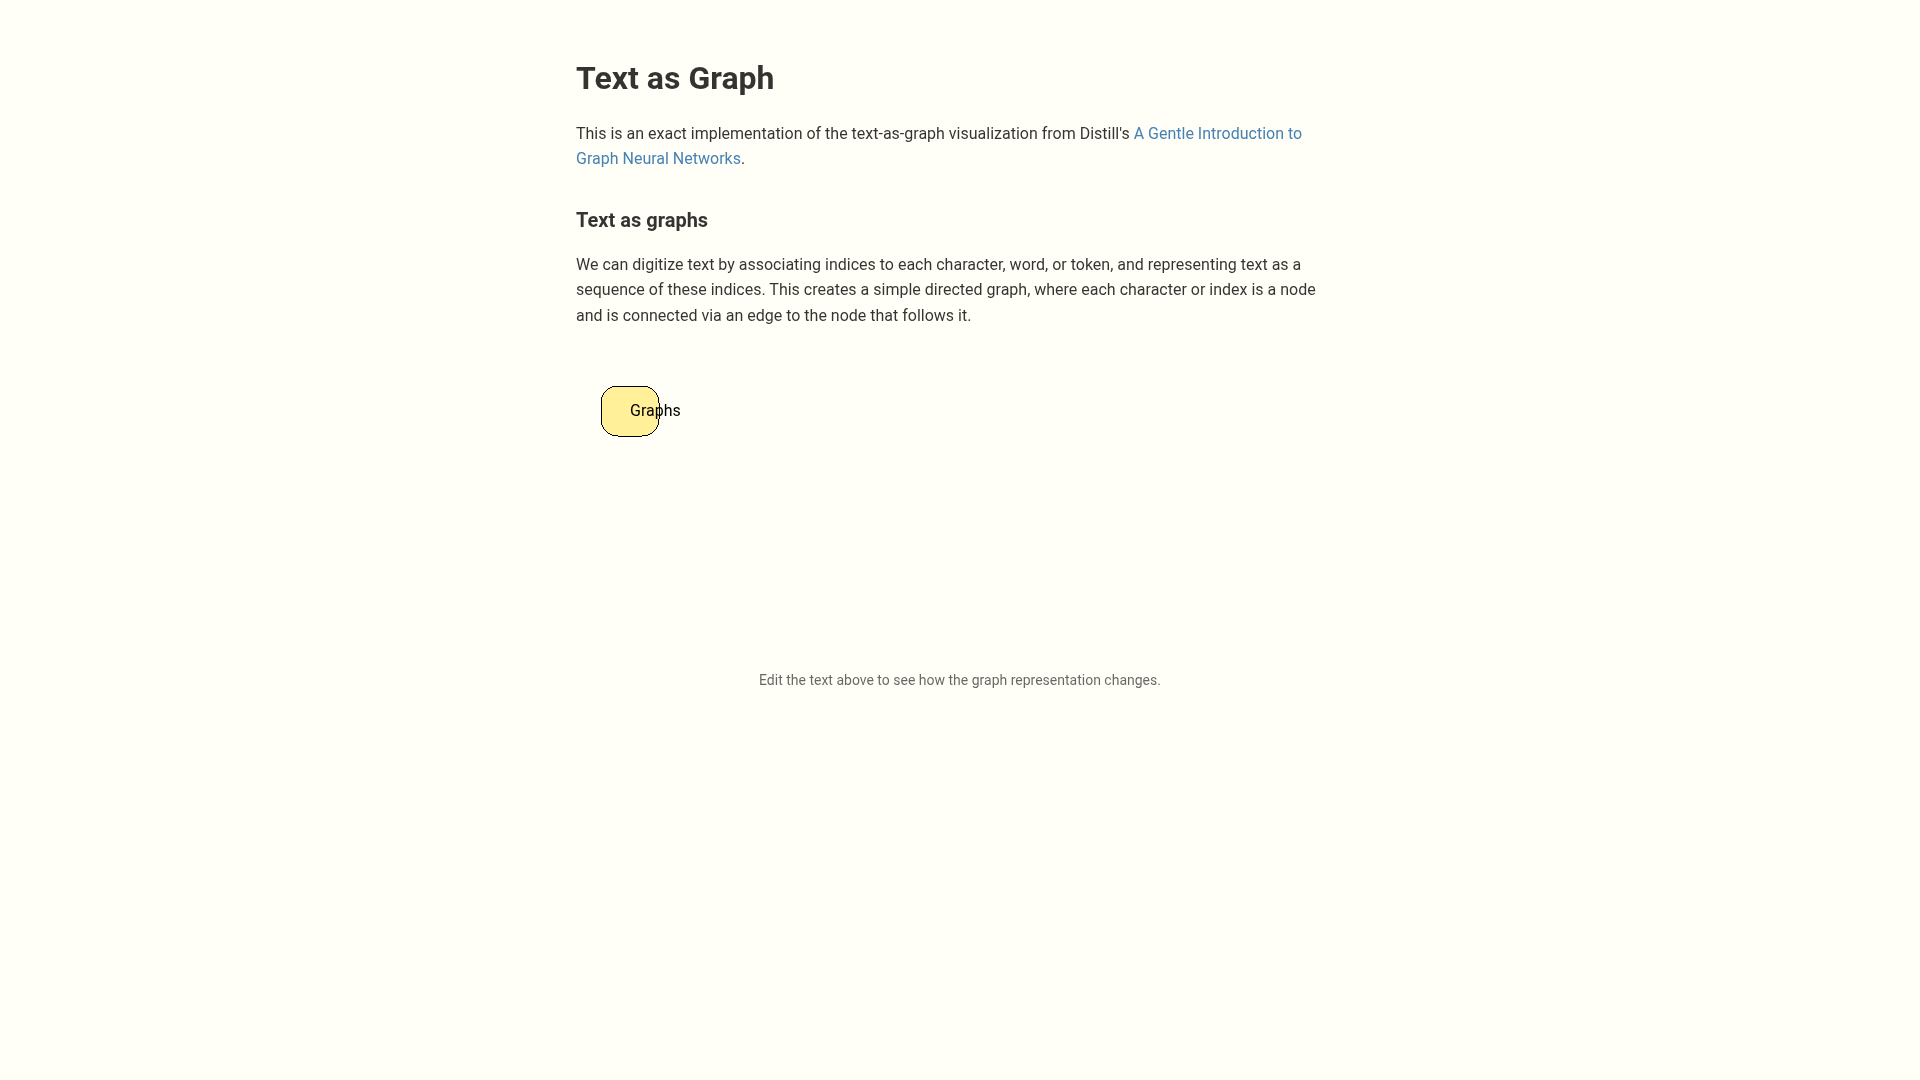 Text as Graph
This is an exact implementation of the text-as-graph visualization from Distill's A Gentle Introduction to
Graph Neural Networks.
Text as graphs
We can digitize text by associating indices to each character, word, or token, and representing text as a
sequence of these indices. This creates a simple directed graph, where each character or index is a node
and is connected via an edge to the node that follows it.
Graphs
Edit the text above to see how the graph representation changes.